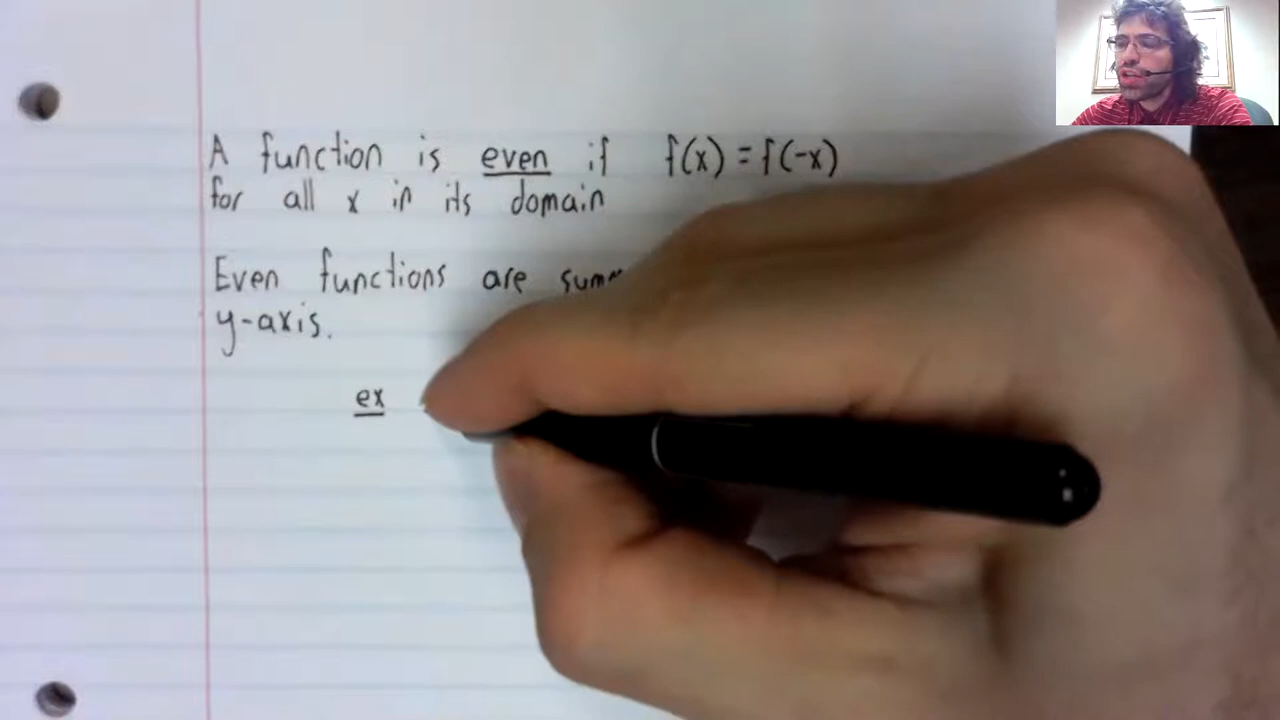 A function is even if f(x) = f(-x)
for all x in its domain
Even functions are
y-axis.
ex